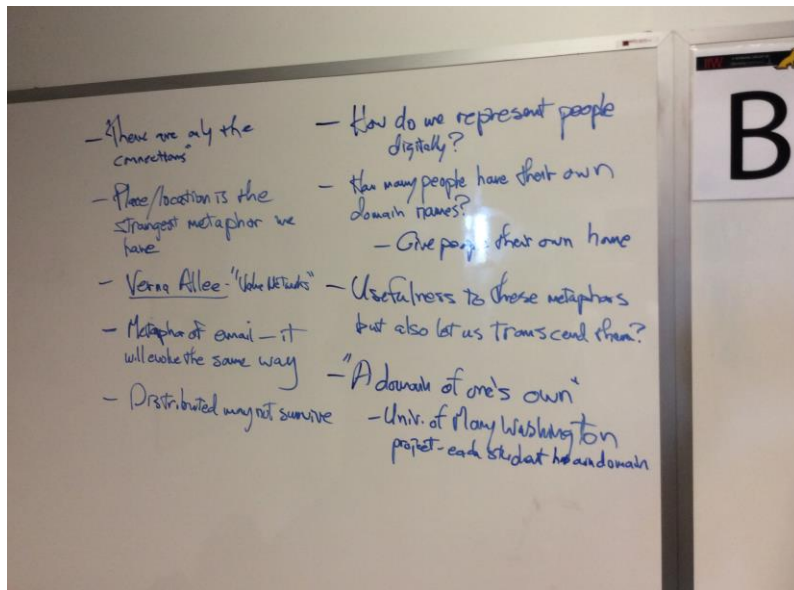 – "There are only the
connections"
– Place/location is the
strangest metaphor we
have
– Verna Allee - "Value Networks"
– Metaphor of email – it
will evolve the same way
– Distributed may not survive
– How do we represent people
digitally?
– How many people have their own
domain names?
– Give people their own home
– Usefulness to these metaphors
but also let us transcend them?
– "A domain of one's own"
– Univ. of Mary Washington
project - each student has own domain
IIW
B